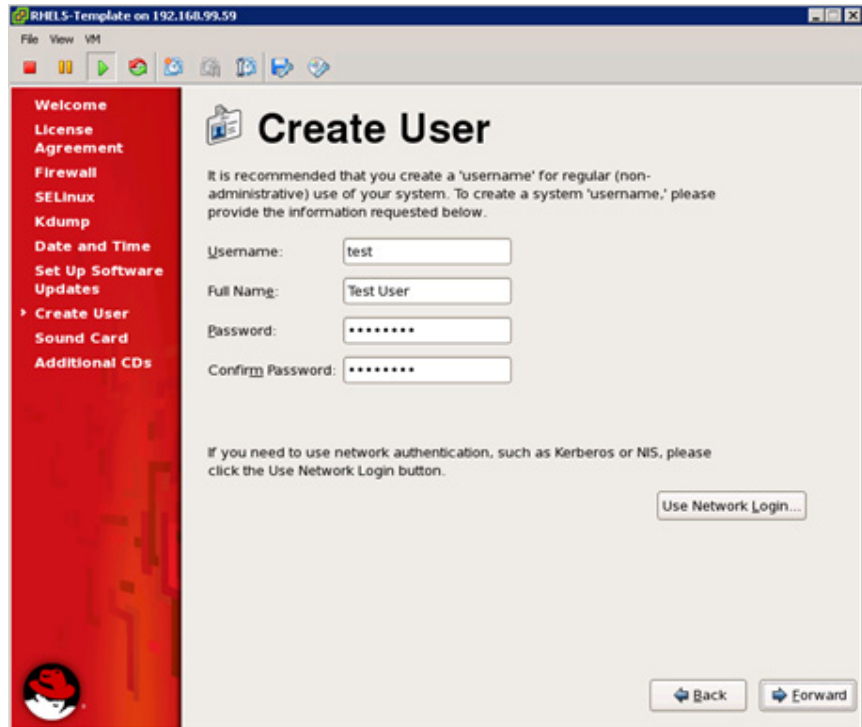 RHEL5-Template on 192.168.99.59
File View VM
Welcome
License
Agreement
Firewall
SELinux
Kdump
Date and Time
Set Up Software
Updates
Create User
Sound Card
Additional CDs
Create User
It is recommended that you create a 'username' for regular (non-
administrative) use of your system. To create a system 'username,' please
provide the information requested below.
Username: test
Full Name: Test User
Password: ••••••••
Confirm Password: ••••••••
If you need to use network authentication, such as Kerberos or NIS, please
click the Use Network Login button.
Use Network Login...
Back Forward